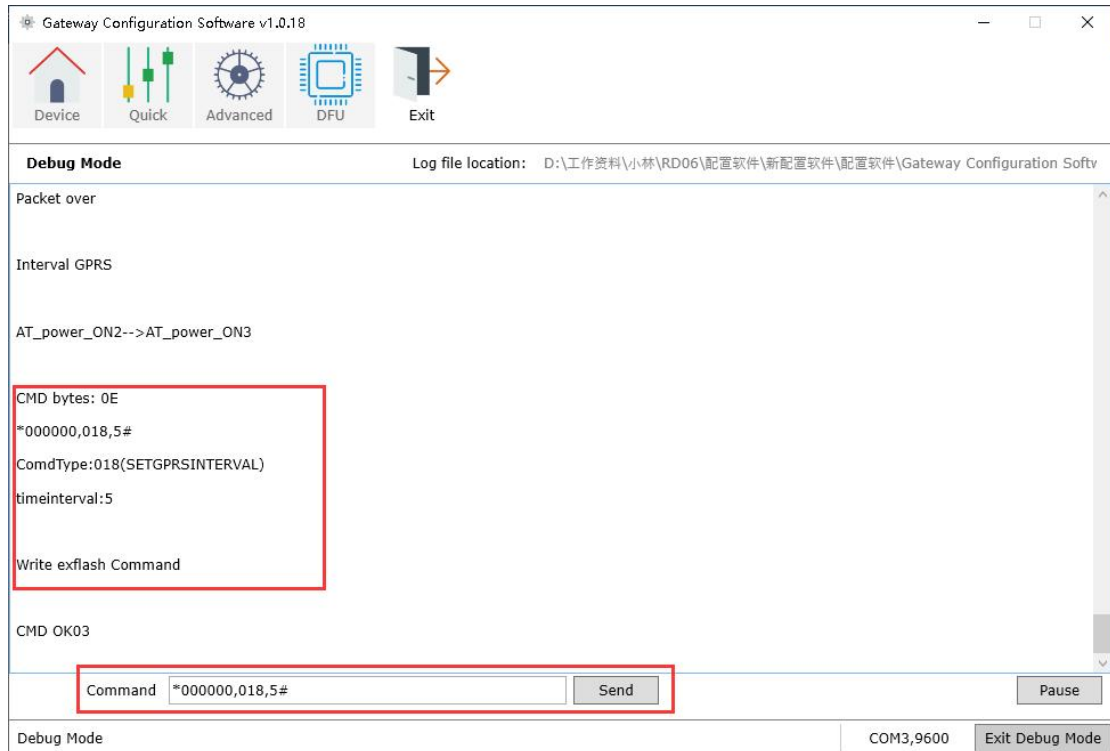 Gateway Configuration Software v1.0.18
Device Quick Advanced DFU Exit
Debug Mode Log file location: D:\工作资料\小林\RD06\配置软件\新配置软件\配置软件\Gateway Configuration Softw
Packet over
Interval GPRS
AT_power_ON2-->AT_power_ON3
CMD bytes: 0E
*000000,018,5#
ComdType:018(SETGPRSINTERVAL)
timeinterval:5
Write exflash Command
CMD OK03
Command *000000,018,5# Send Pause
Debug Mode COM3,9600 Exit Debug Mode